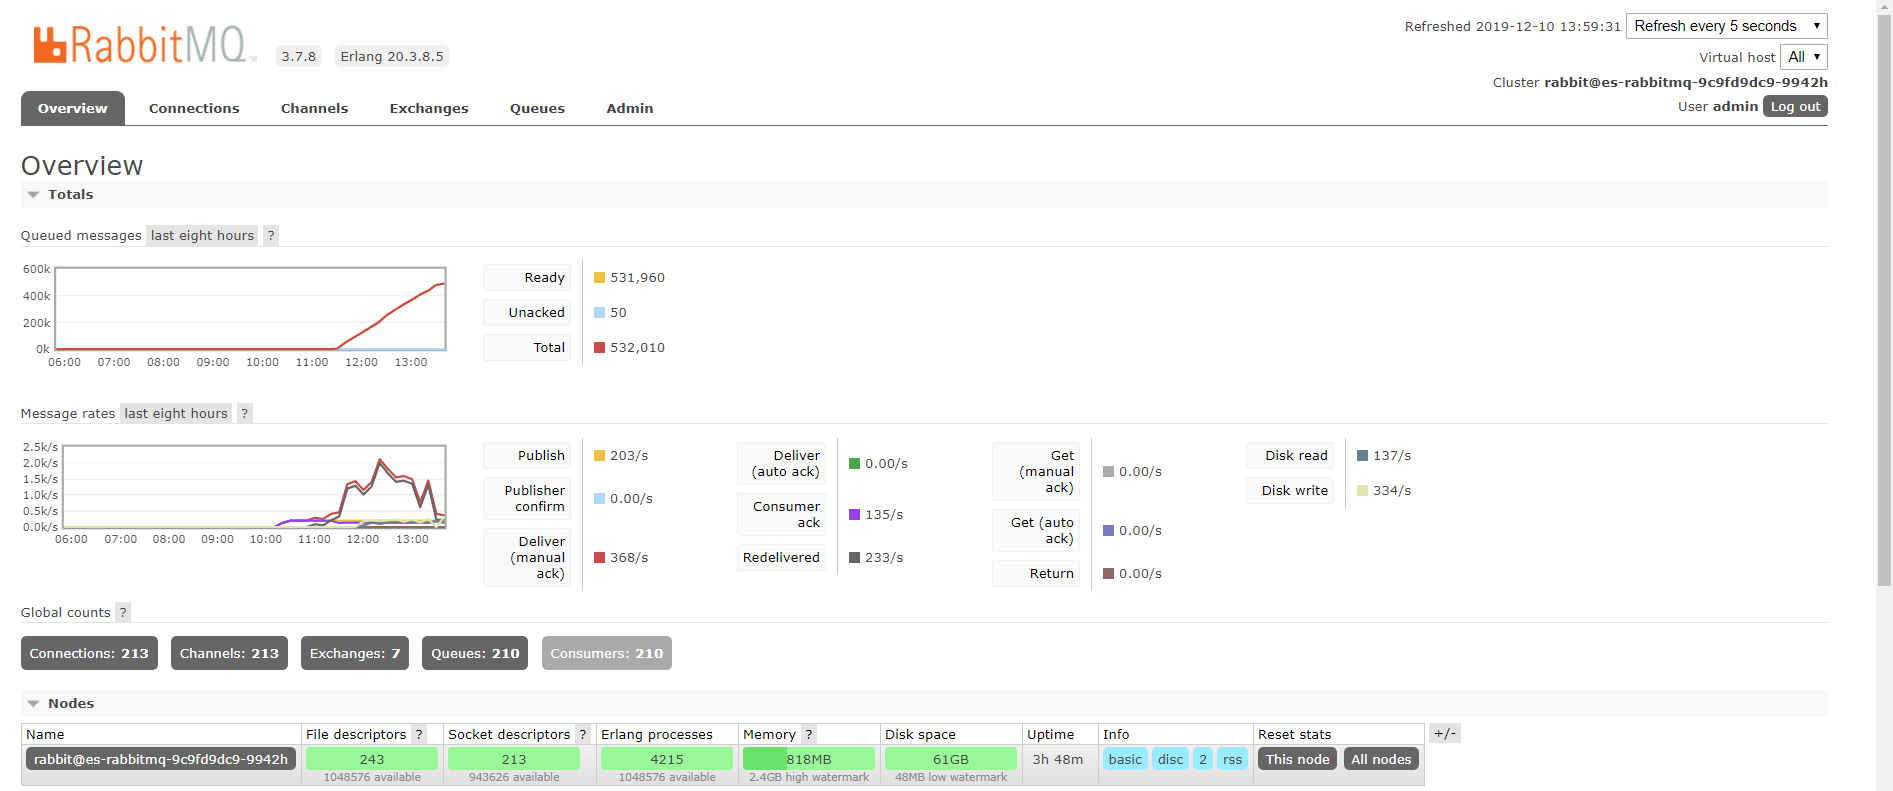 RabbitMQ TM 3.7.8 Erlang 20.3.8.5
Refreshed 2019-12-10 13:59:31 Refresh every 5 seconds
Virtual host All
Cluster rabbit@es-rabbitmq-9c9fd9dc9-9942h
User admin Log out
Overview Connections Channels Exchanges Queues Admin
Overview
Totals
Queued messages last eight hours ?
600k
400k
200k
0k
06:00 07:00 08:00 09:00 10:00 11:00 12:00 13:00
Ready 531,960
Unacked 50
Total 532,010
Message rates last eight hours ?
2.5k/s
2.0k/s
1.5k/s
1.0k/s
0.5k/s
0.0k/s
06:00 07:00 08:00 09:00 10:00 11:00 12:00 13:00
Publish 203/s
Publisher
confirm 0.00/s
Deliver
(manual 368/s
ack)
Deliver
(auto ack) 0.00/s
Consumer
ack 135/s
Redelivered 233/s
Get
(manual 0.00/s
ack)
Get (auto
ack) 0.00/s
Return 0.00/s
Disk read 137/s
Disk write 334/s
Global counts ?
Connections: 213 Channels: 213 Exchanges: 7 Queues: 210 Consumers: 210
Nodes
Name File descriptors ? Socket descriptors ? Erlang processes Memory ? Disk space Uptime Info Reset stats +/-
rabbit@es-rabbitmq-9c9fd9dc9-9942h 243 213 4215 818MB 61GB 3h 48m basic disc 2 rss This node All nodes
1048576 available 943626 available 1048576 available 2.4GB high watermark 48MB low watermark